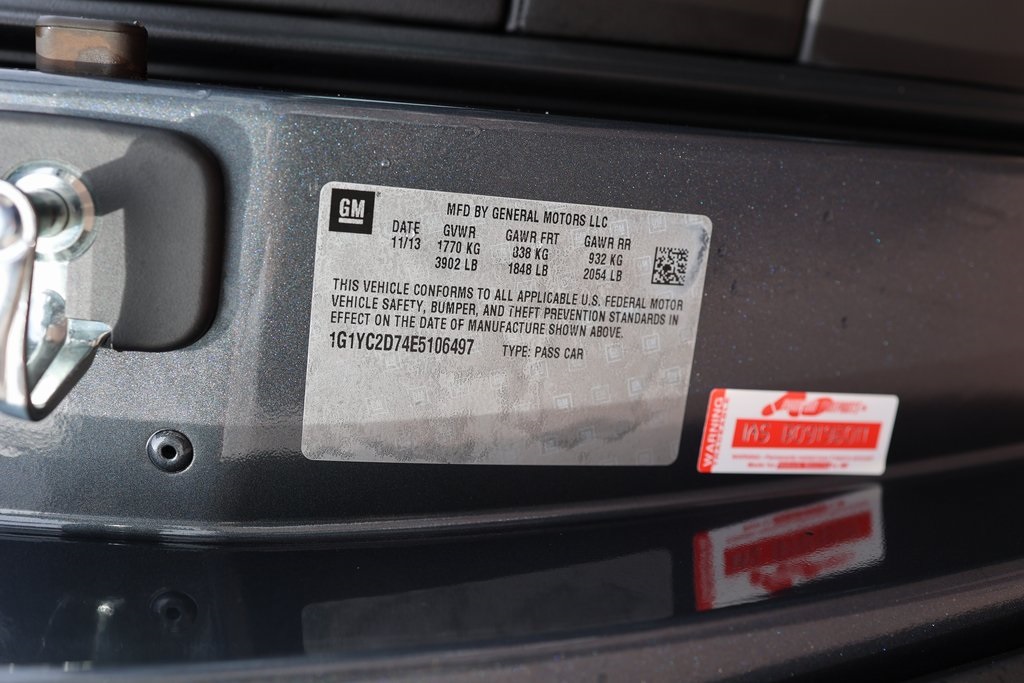 GM
MFD BY GENERAL MOTORS LLC
DATE GVWR GAWR FRT GAWR RR
11/13 1770 KG 838 KG 932 KG
3902 LB 1848 LB 2054 LB
THIS VEHICLE CONFORMS TO ALL APPLICABLE U.S. FEDERAL MOTOR
VEHICLE SAFETY, BUMPER, AND THEFT PREVENTION STANDARDS IN
EFFECT ON THE DATE OF MANUFACTURE SHOWN ABOVE.
1G1YC2D74E5106497 TYPE: PASS CAR
WARNING